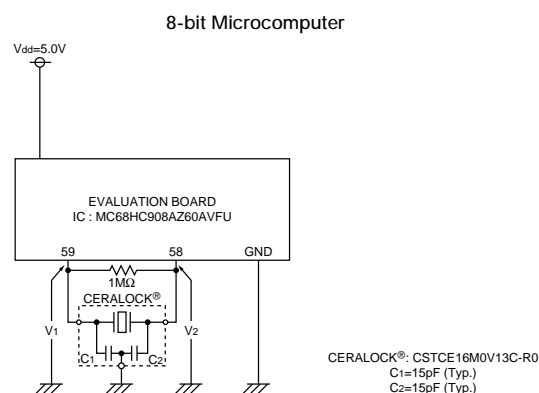 8-bit Microcomputer
Vdd=5.0V
EVALUATION BOARD
IC : MC68HC908AZ60AVFU
59
58
GND
1MΩ
CERALOCK®
V1
V2
C1
C2
CERALOCK®: CSTCE16M0V13C-R0
C1=15pF (Typ.)
C2=15pF (Typ.)